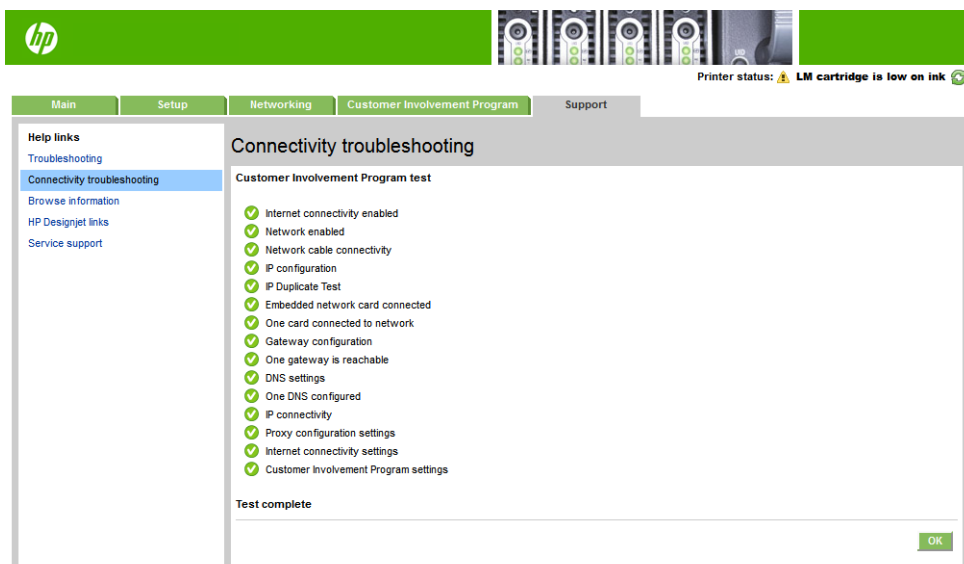 hp
UID
Printer status: LM cartridge is low on ink
Main Setup Networking Customer Involvement Program Support
Help links
Troubleshooting
Connectivity troubleshooting
Browse information
HP Designjet links
Service support
Connectivity troubleshooting
Customer Involvement Program test
Internet connectivity enabled
Network enabled
Network cable connectivity
IP configuration
IP Duplicate Test
Embedded network card connected
One card connected to network
Gateway configuration
One gateway is reachable
DNS settings
One DNS configured
IP connectivity
Proxy configuration settings
Internet connectivity settings
Customer Involvement Program settings
Test complete
OK